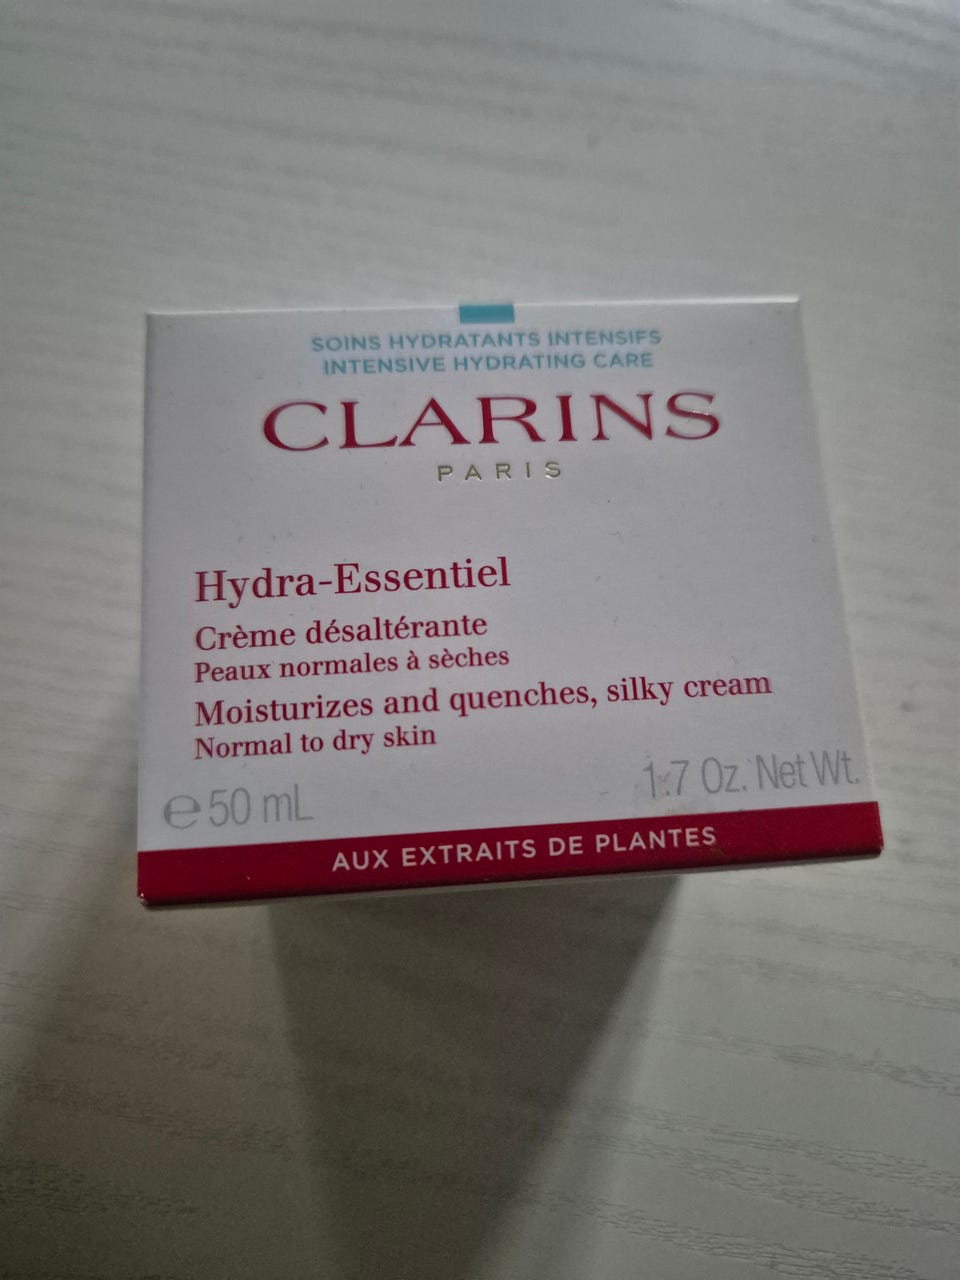 SOINS HYDRATANTS INTENSIFS
INTENSIVE HYDRATING CARE
CLARINS
PARIS
Hydra-Essentiel
Crème désaltérante
Peaux normales à sèches
Moisturizes and quenches, silky cream
Normal to dry skin
℮ 50 mL 1.7 Oz. Net Wt.
AUX EXTRAITS DE PLANTES